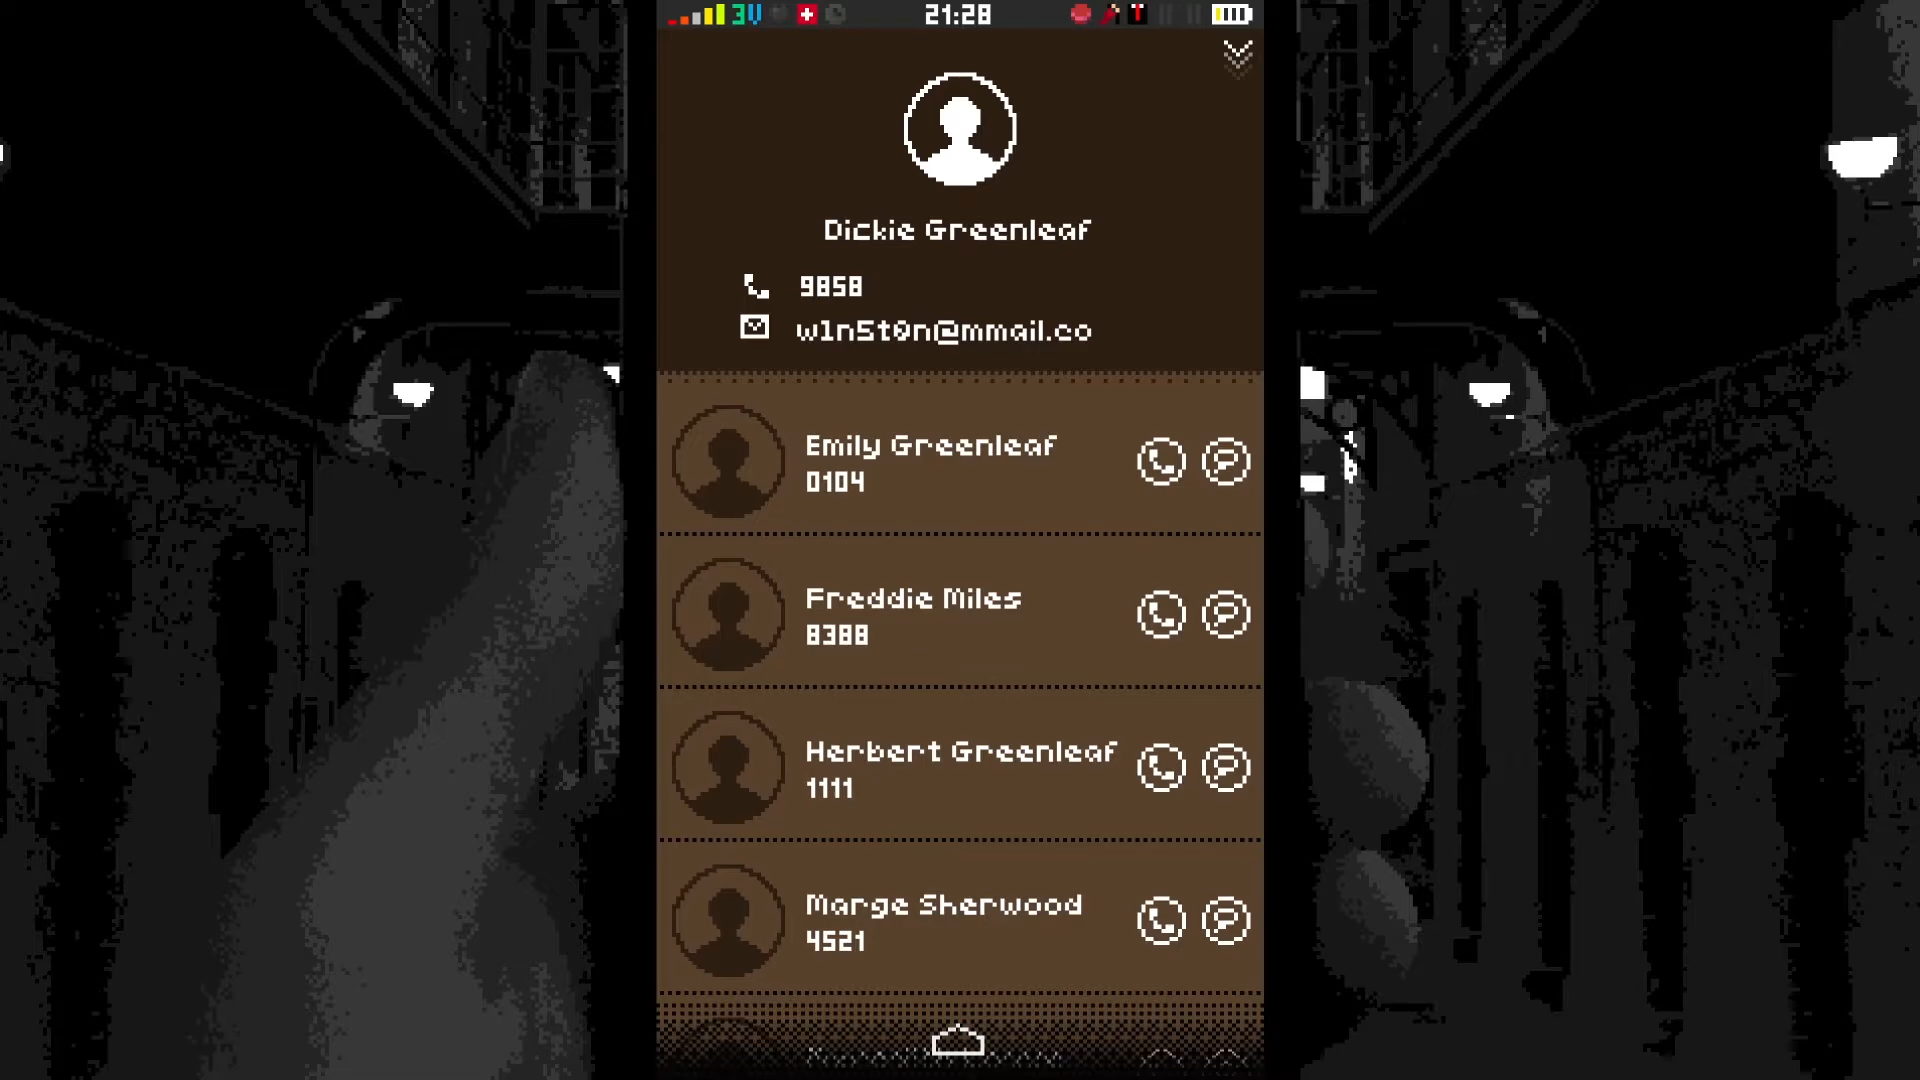 3V
21:28
Dickie Greenleaf
9858
w1n5t0n@mmail.co
Emily Greenleaf
0104
Freddie Miles
8388
Herbert Greenleaf
1111
Marge Sherwood
4521